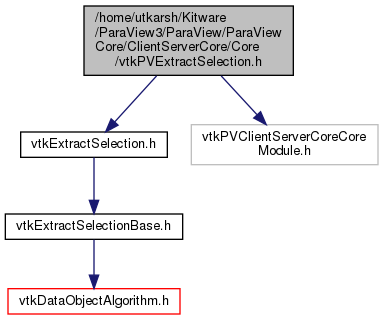 /home/utkarsh/Kitware
/ParaView3/ParaView/ParaView
Core/ClientServerCore/Core
/vtkPVExtractSelection.h
vtkExtractSelection.h
vtkPVClientServerCoreCore
Module.h
vtkExtractSelectionBase.h
vtkDataObjectAlgorithm.h